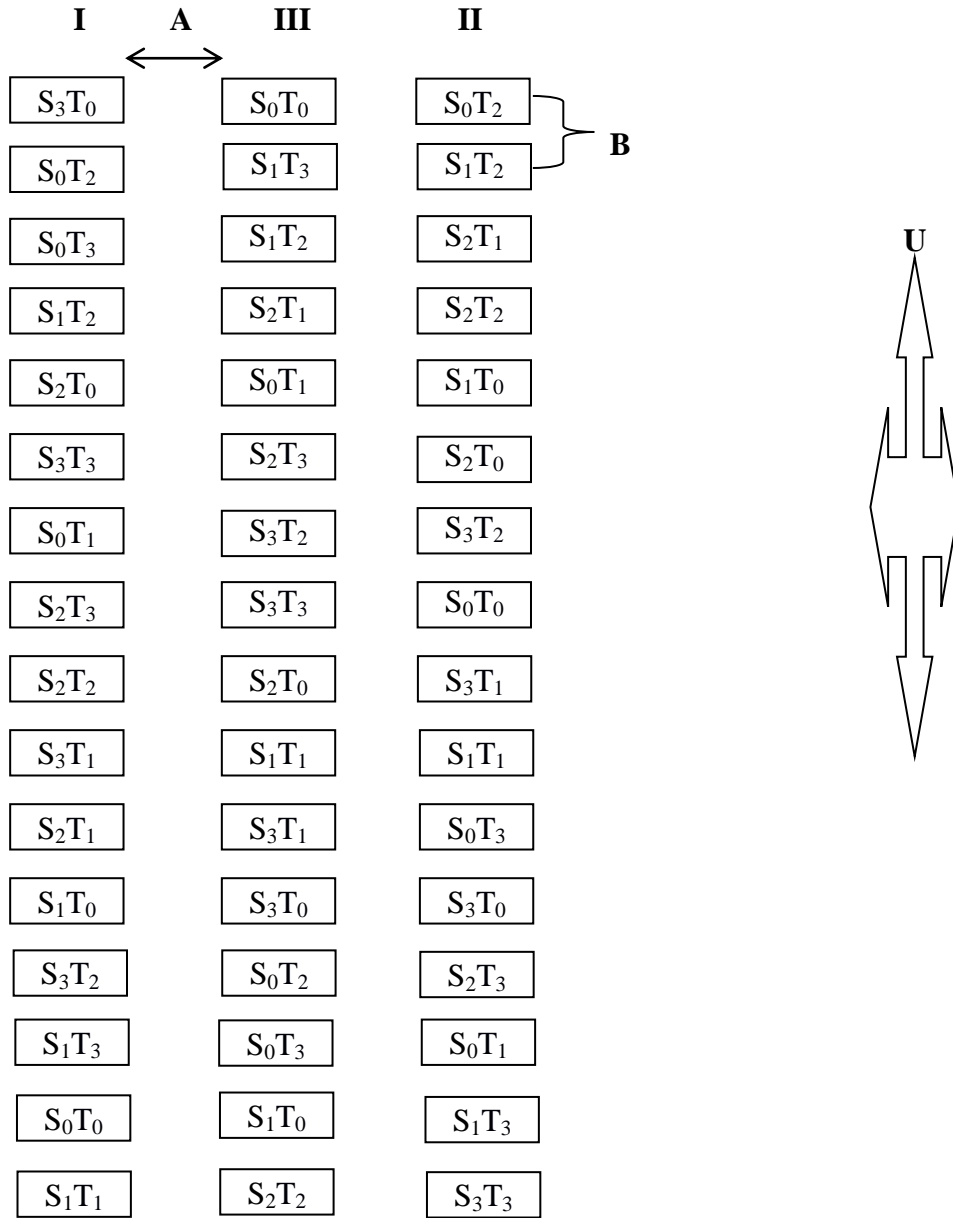 I A III II
S₃T₀ S₀T₀ S₀T₂
B
S₀T₂ S₁T₃ S₁T₂
S₀T₃ S₁T₂ S₂T₁
U
S₁T₂ S₂T₁ S₂T₂
S₂T₀ S₀T₁ S₁T₀
S₃T₃ S₂T₃ S₂T₀
S₀T₁ S₃T₂ S₃T₂
S₂T₃ S₃T₃ S₀T₀
S₂T₂ S₂T₀ S₃T₁
S₃T₁ S₁T₁ S₁T₁
S₂T₁ S₃T₁ S₀T₃
S₁T₀ S₃T₀ S₃T₀
S₃T₂ S₀T₂ S₂T₃
S₁T₃ S₀T₃ S₀T₁
S₀T₀ S₁T₀ S₁T₃
S₁T₁ S₂T₂ S₃T₃